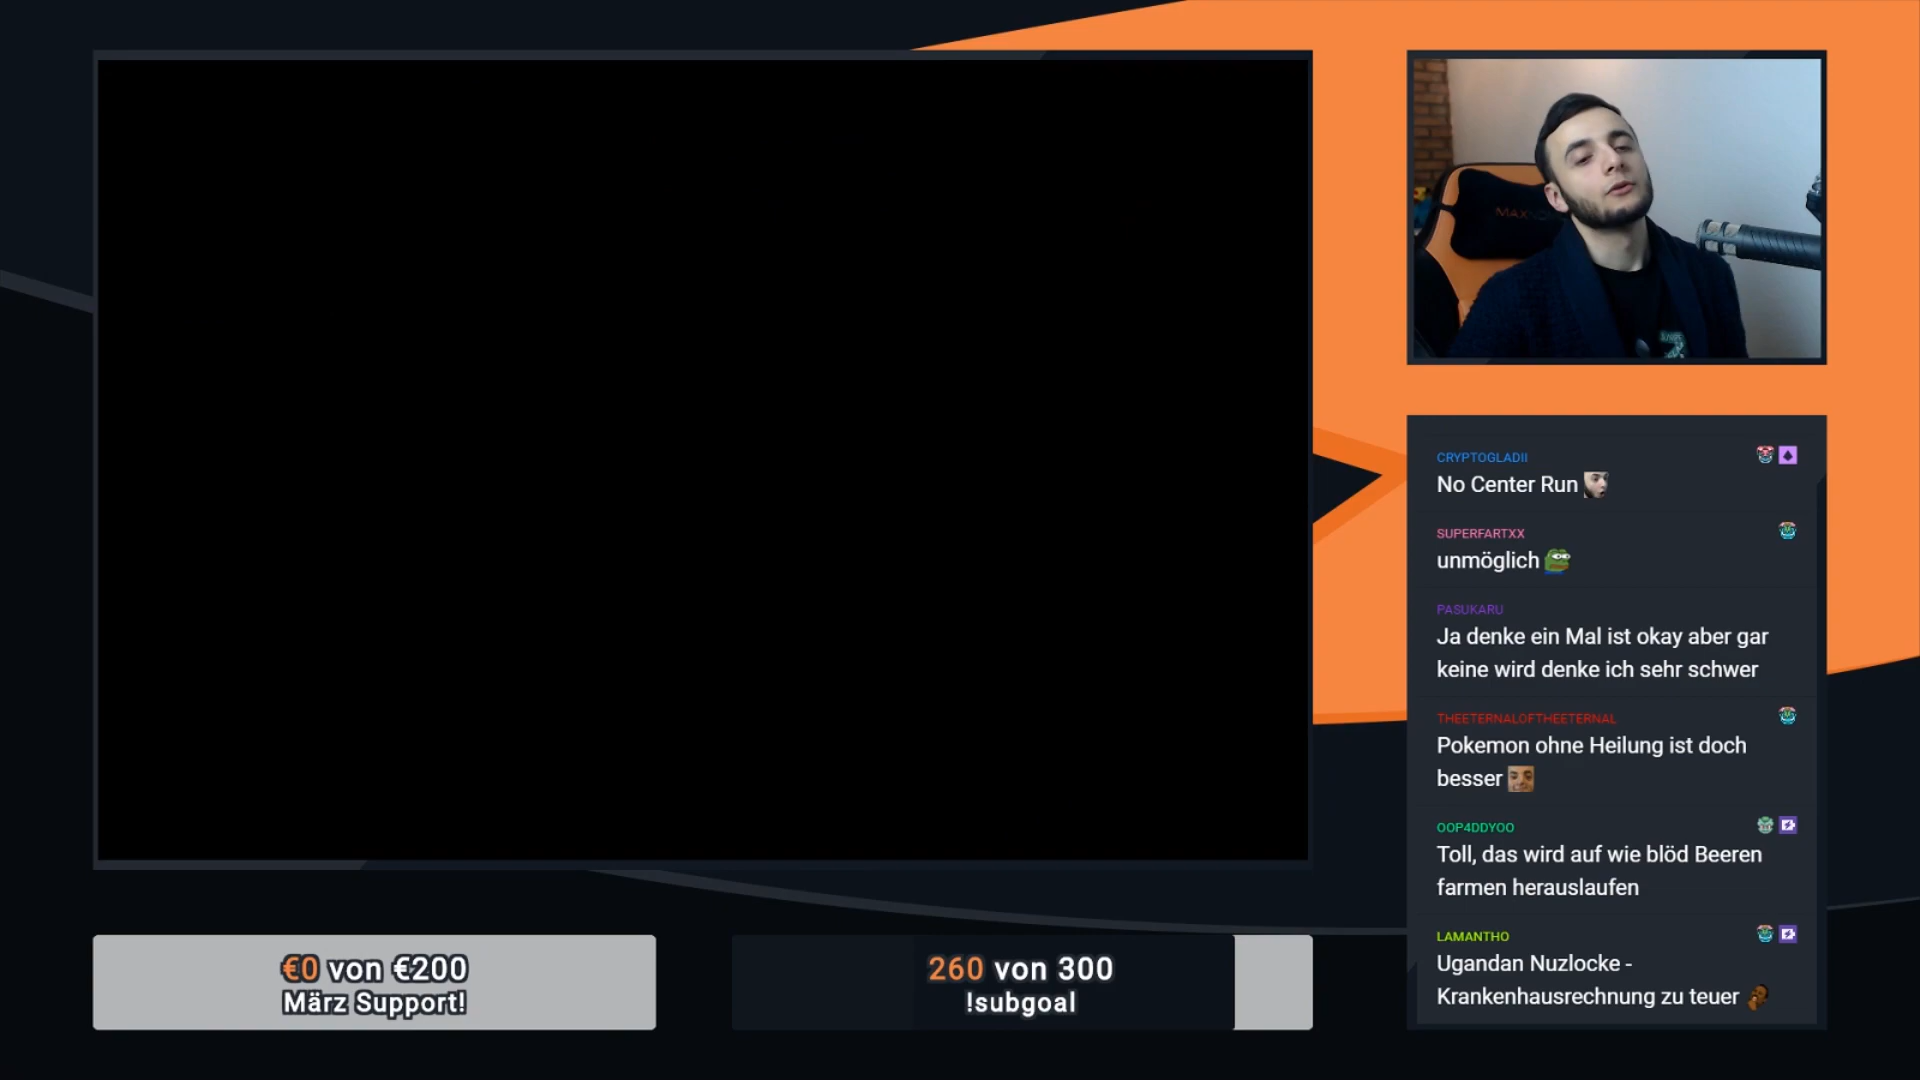 CRYPTOGLADII
No Center Run
SUPERFARTXX
unmöglich
PASUKARU
Ja denke ein Mal ist okay aber gar
keine wird denke ich sehr schwer
THEETERNALOFTHEETERNAL
Pokemon ohne Heilung ist doch
besser
OOP4DDYOO
Toll, das wird auf wie blöd Beeren
farmen herauslaufen
LAMANTHO
Ugandan Nuzlocke -
Krankenhausrechnung zu teuer
€0 von €200
März Support!
260 von 300
!subgoal